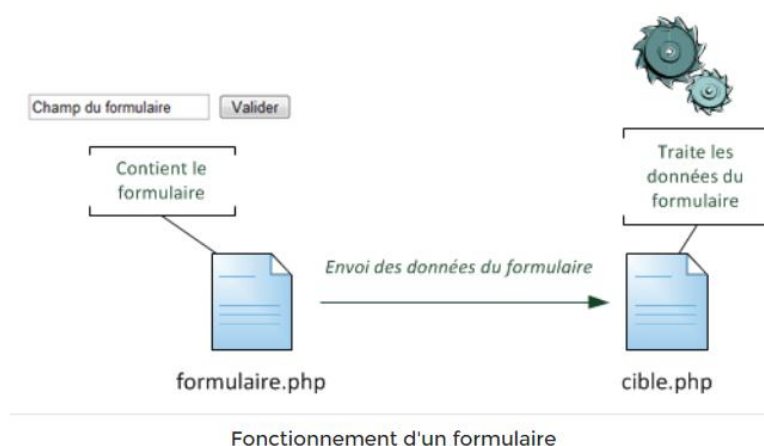 Champ du formulaire
Valider
Contient le
formulaire
Traite les
données du
formulaire
Envoi des données du formulaire
formulaire.php
cible.php
Fonctionnement d'un formulaire